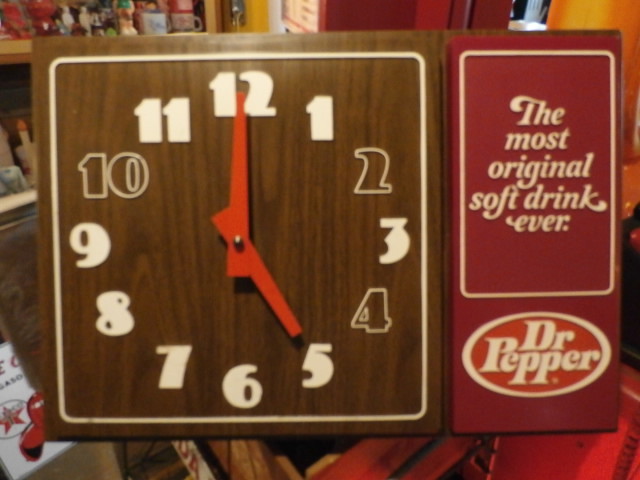 12
11
1
10
2
9
3
8
4
7
5
6
The
most
original
soft drink
ever.
Dr
Pepper